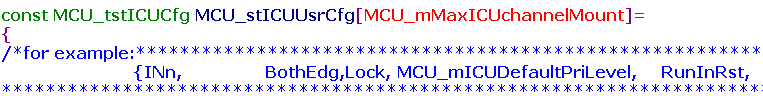 const MCU_tstICUCfg MCU_stICUUsrCfg[MCU_mMaxICUchannelMount]=
{
/*for example:*********************************************************
{INn, BothEdg,Lock, MCU_mICUDefaultPriLevel, RunInRst,
**********************************************************************